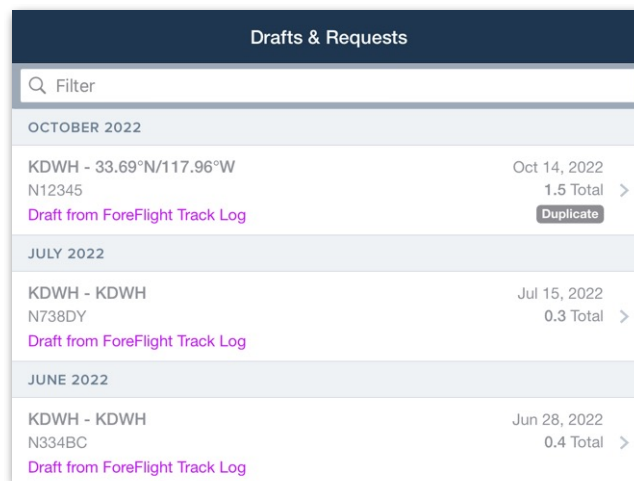 Drafts & Requests
Filter
OCTOBER 2022
KDWH - 33.69°N/117.96°W Oct 14, 2022
N12345 1.5 Total
Draft from ForeFlight Track Log Duplicate
JULY 2022
KDWH - KDWH Jul 15, 2022
N738DY 0.3 Total
Draft from ForeFlight Track Log
JUNE 2022
KDWH - KDWH Jun 28, 2022
N334BC 0.4 Total
Draft from ForeFlight Track Log